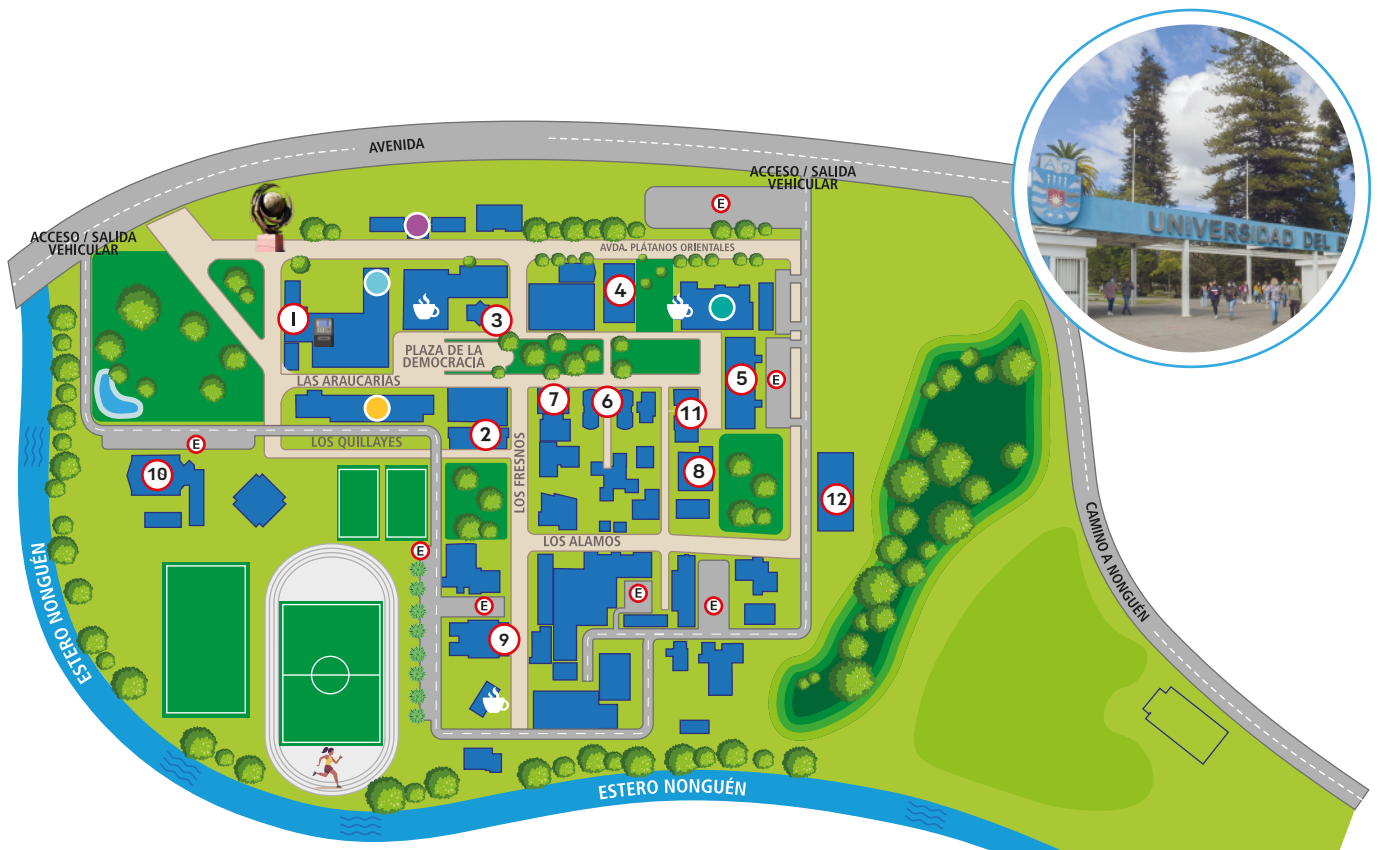 AVENIDA
ACCESO / SALIDA
VEHICULAR
E
UNIVERSIDAD DEL
ACCESO / SALIDA
VEHICULAR
AVDA. PLÁTANOS ORIENTALES
1
3
4
PLAZA DE LA
DEMOCRACIA
LAS ARAUCARIAS
5
E
7
6
11
2
LOS QUILLAYES
E
10
LOS FRESNOS
8
12
LOS ALAMOS
E
E
E
E
9
CAMINO A NONGUÉN
ESTERO NONGUÉN
ESTERO NONGUÉN